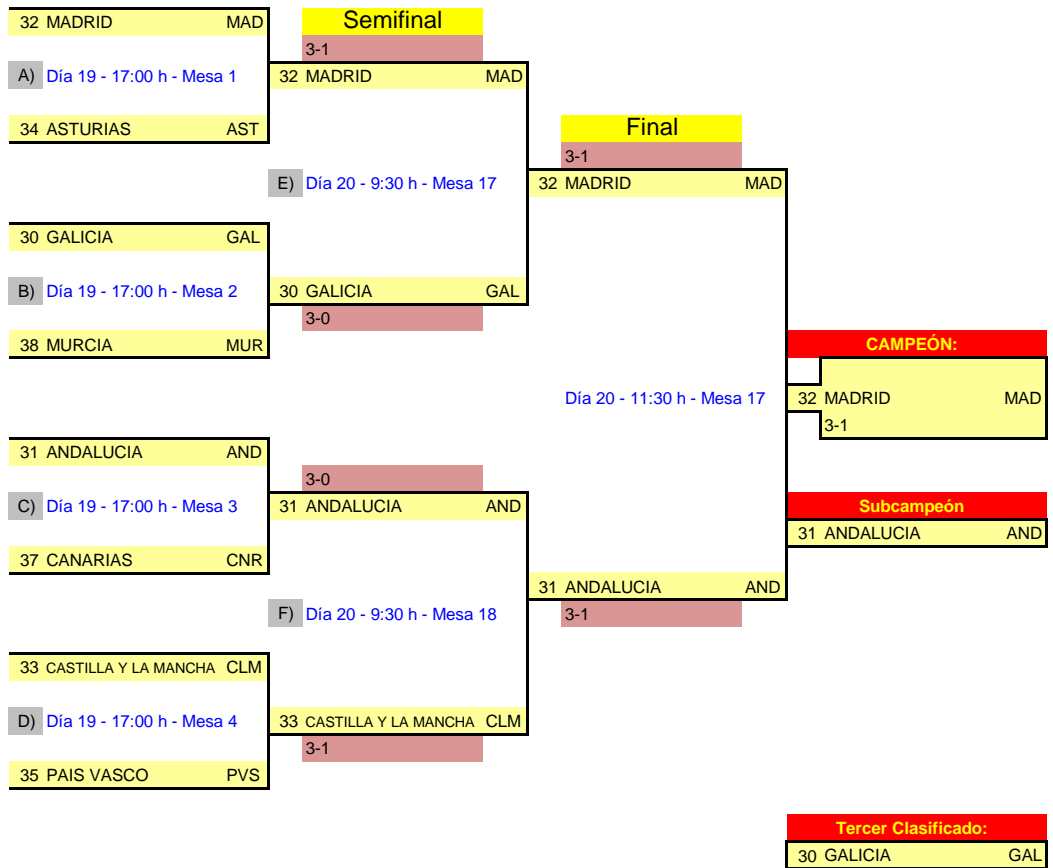 32 MADRID MAD
Semifinal
3-1
A) Día 19 - 17:00 h - Mesa 1
32 MADRID MAD
34 ASTURIAS AST
Final
3-1
E) Día 20 - 9:30 h - Mesa 17
32 MADRID MAD
30 GALICIA GAL
B) Día 19 - 17:00 h - Mesa 2
30 GALICIA GAL
3-0
38 MURCIA MUR
CAMPEÓN:
Día 20 - 11:30 h - Mesa 17
32 MADRID MAD
3-1
31 ANDALUCIA AND
3-0
C) Día 19 - 17:00 h - Mesa 3
31 ANDALUCIA AND
Subcampeón
31 ANDALUCIA AND
37 CANARIAS CNR
31 ANDALUCIA AND
3-1
F) Día 20 - 9:30 h - Mesa 18
33 CASTILLA Y LA MANCHA CLM
D) Día 19 - 17:00 h - Mesa 4
33 CASTILLA Y LA MANCHA CLM
3-1
35 PAIS VASCO PVS
Tercer Clasificado:
30 GALICIA GAL